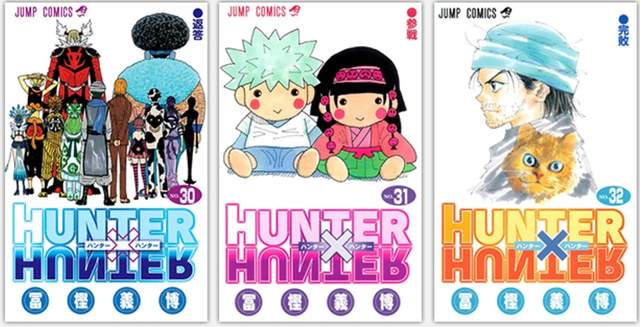 JUMP COMICS
●返答
NO.30
HUNTER
ハンター×ハンター
HUNTER
冨樫義博
JUMP COMICS
●参戦
NO.31
HUNTER
ハンター×ハンター
HUNTER
冨樫義博
JUMP COMICS
●完敗
NO.32
HUNTER
ハンター×ハンター
HUNTER
冨樫義博